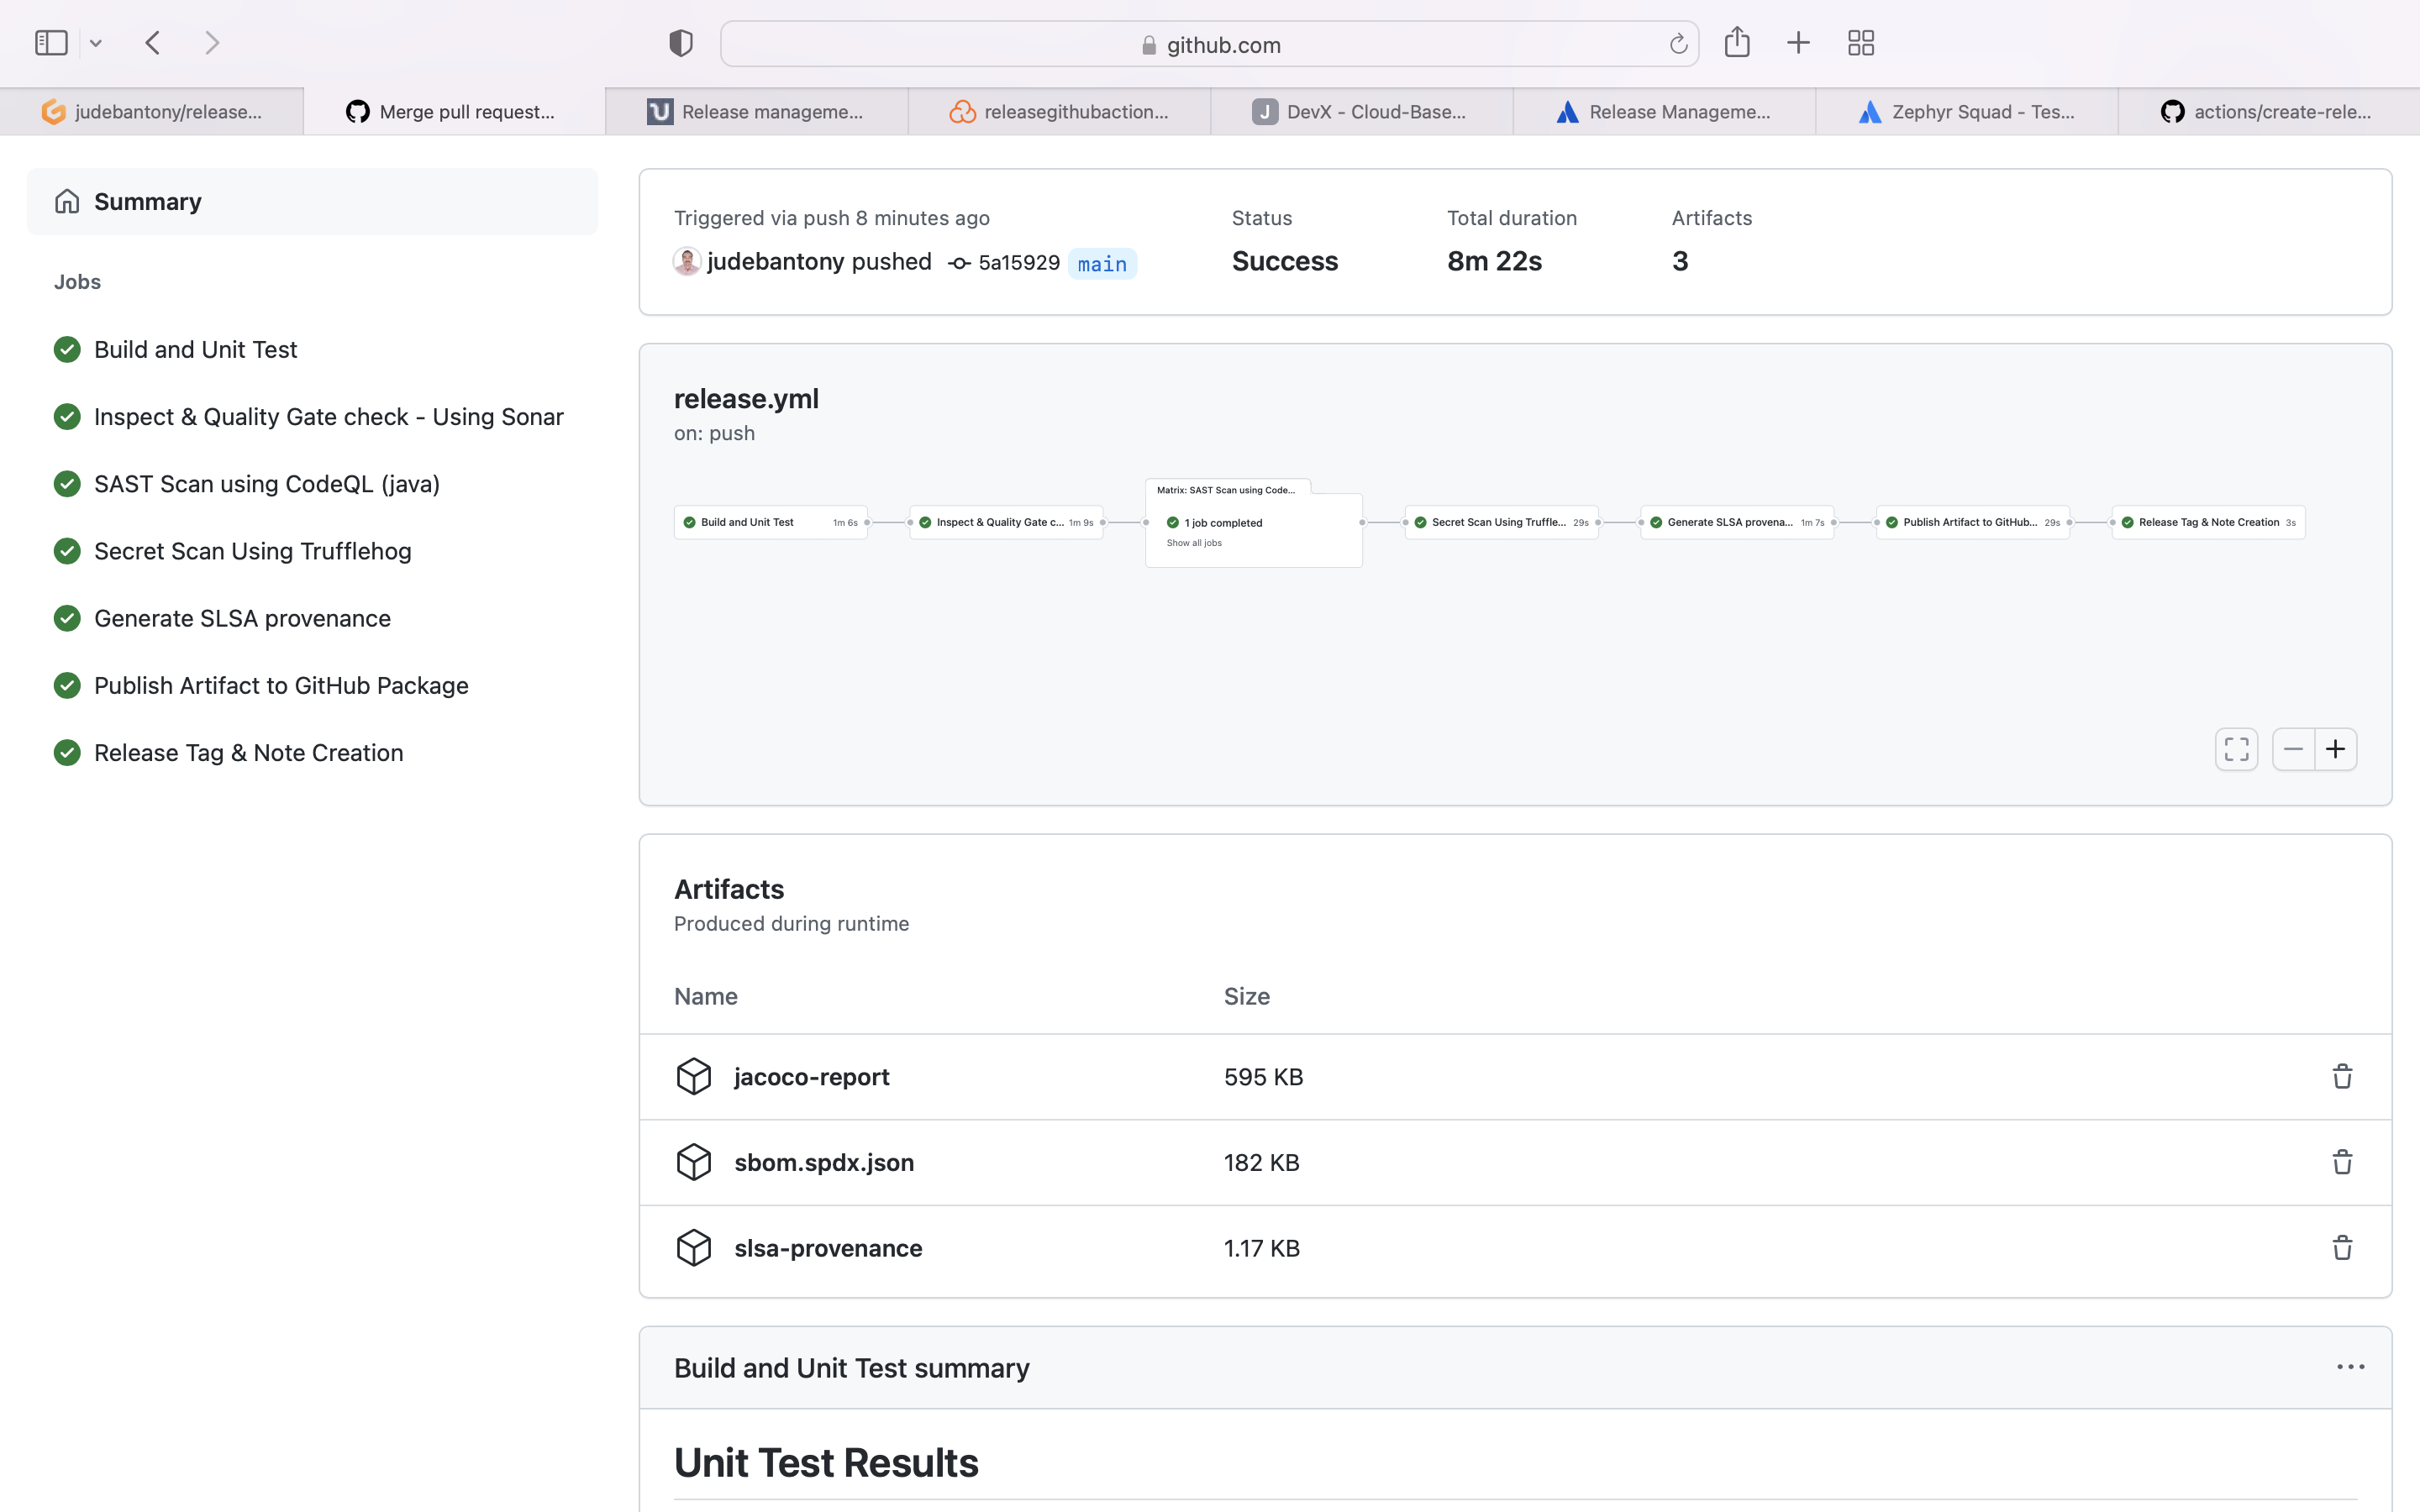 github.com
judebantony/release...
Merge pull request...
Release manageme...
releasegithubaction...
J
DevX - Cloud-Base...
Release Manageme...
Zephyr Squad - Tes...
actions/create-rele...
Summary
Jobs
Build and Unit Test
Inspect & Quality Gate check - Using Sonar
SAST Scan using CodeQL (java)
Secret Scan Using Trufflehog
Generate SLSA provenance
Publish Artifact to GitHub Package
Release Tag & Note Creation
Triggered via push 8 minutes ago
judebantony pushed 5a15929 main
Status
Success
Total duration
8m 22s
Artifacts
3
release.yml
on: push
Build and Unit Test 1m 6s
Inspect & Quality Gate c... 1m 9s
Matrix: SAST Scan using Code...
1 job completed
Show all jobs
Secret Scan Using Truffle... 29s
Generate SLSA provena... 1m 7s
Publish Artifact to GitHub... 29s
Release Tag & Note Creation 3s
Artifacts
Produced during runtime
Name Size
jacoco-report 595 KB
sbom.spdx.json 182 KB
slsa-provenance 1.17 KB
Build and Unit Test summary
Unit Test Results